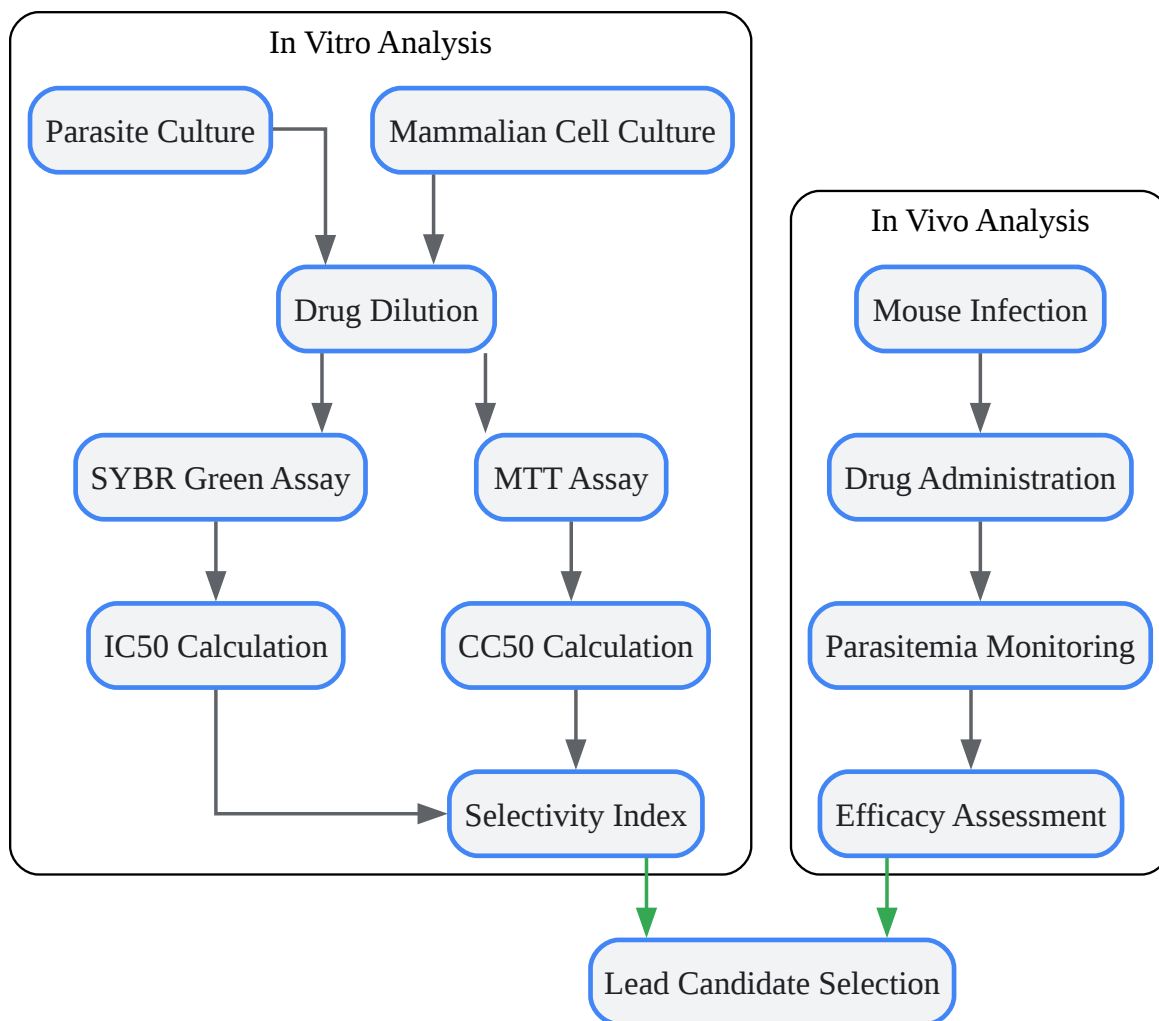 In Vitro Analysis
Parasite Culture
Mammalian Cell Culture
Drug Dilution
SYBR Green Assay
MTT Assay
IC50 Calculation
CC50 Calculation
Selectivity Index
In Vivo Analysis
Mouse Infection
Drug Administration
Parasitemia Monitoring
Efficacy Assessment
Lead Candidate Selection